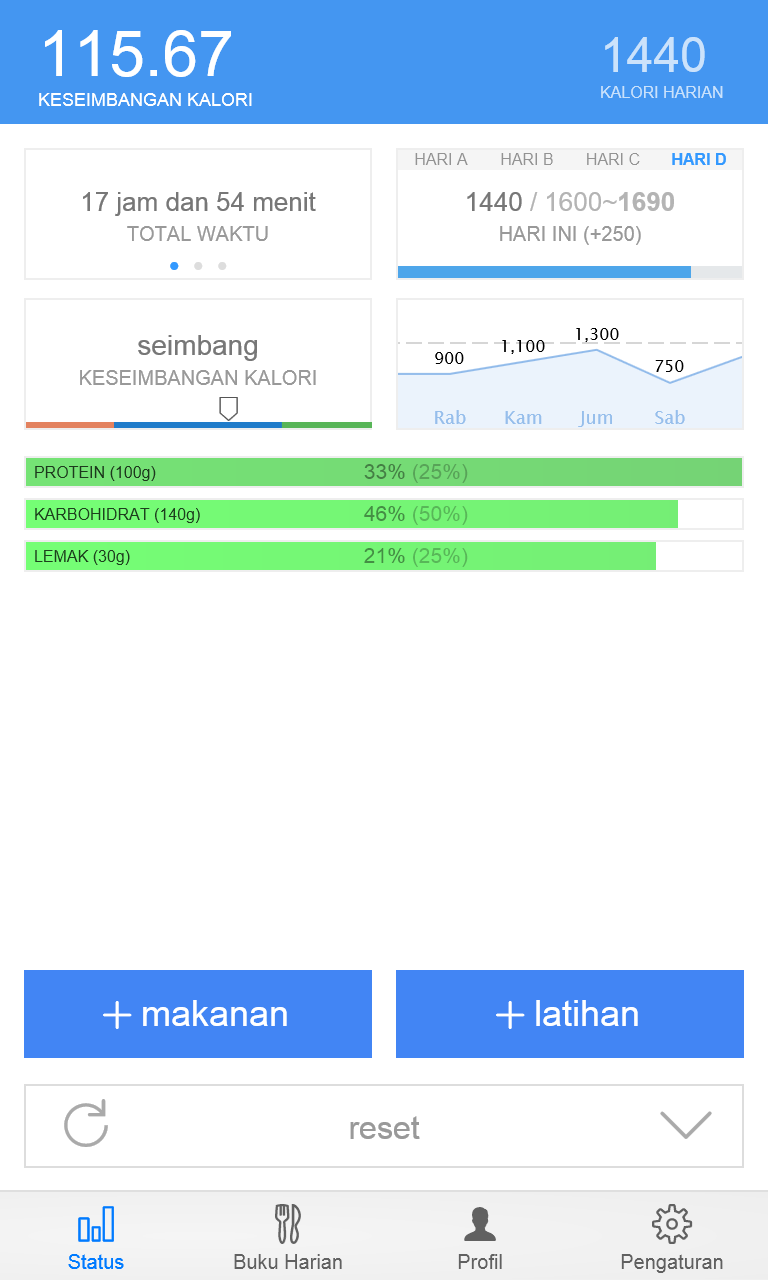 115.67
KESEIMBANGAN KALORI
1440
KALORI HARIAN
17 jam dan 54 menit
TOTAL WAKTU
HARI A HARI B HARI C HARI D
1440 / 1600~1690
HARI INI (+250)
seimbang
KESEIMBANGAN KALORI
900 1,100 1,300 750
Rab Kam Jum Sab
PROTEIN (100g) 33% (25%)
KARBOHIDRAT (140g) 46% (50%)
LEMAK (30g) 21% (25%)
+ makanan
+ latihan
reset
Status Buku Harian Profil Pengaturan